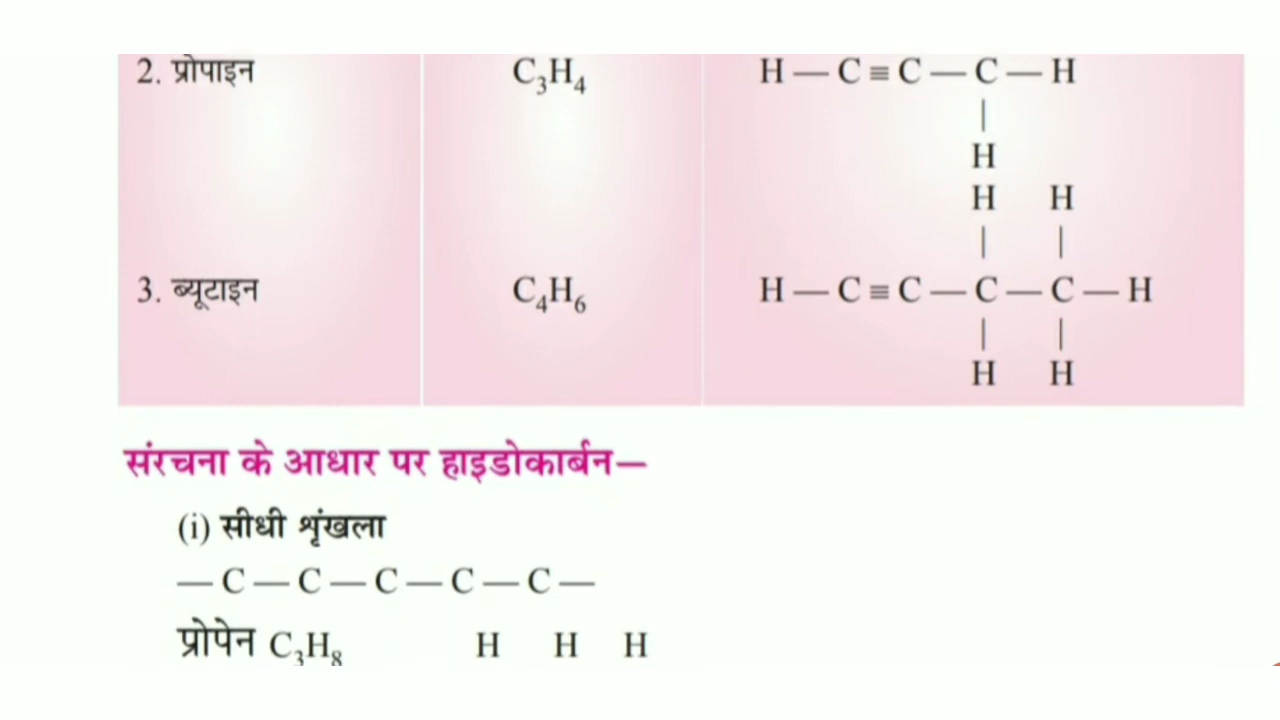 2. प्रोपाइन C₃H₄ H — C ≡ C — C — H
|
H
H H
| |
3. ब्यूटाइन C₄H₆ H — C ≡ C — C — C — H
| |
H H
संरचना के आधार पर हाइडोकार्बन—
(i) सीधी शृंखला
— C — C — C — C — C —
प्रोपेन C₃H₈ H H H